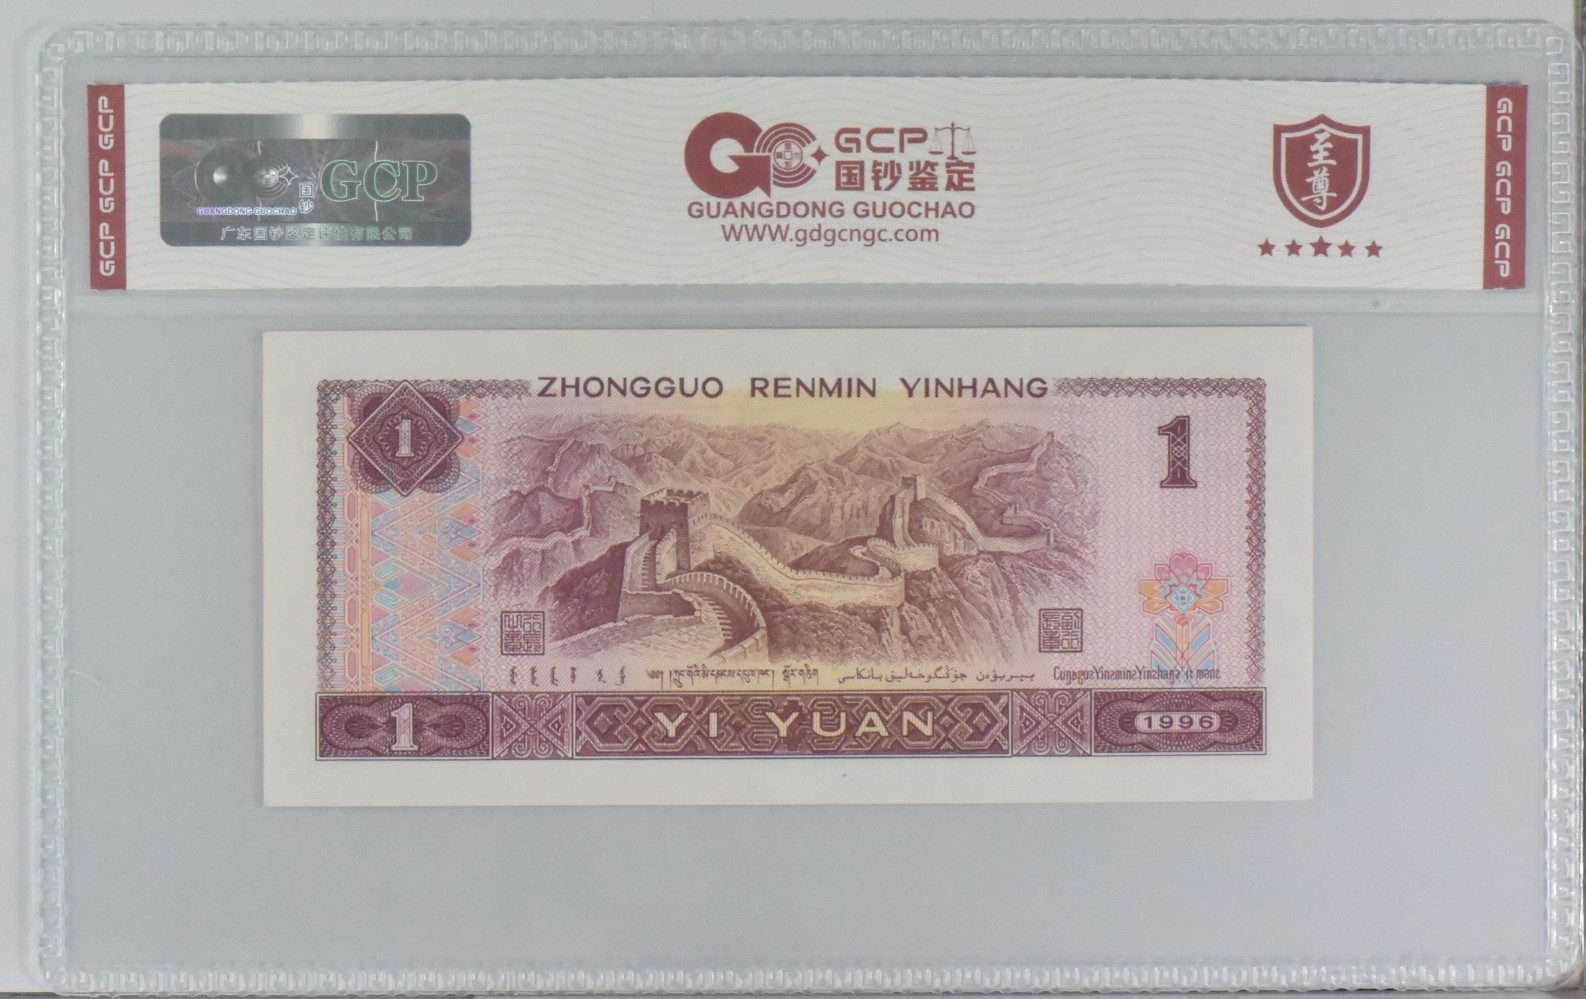 GCP GCP GCP
GCP
国钞
GUANGDONG GUOCHAO
广东国钞鉴定评估有限公司
GCP
国钞鉴定
GUANGDONG GUOCHAO
WWW.gdgcngc.com
至尊
GCP GCP GCP
ZHONGGUO RENMIN YINHANG
1
1
1
YI YUAN
1996